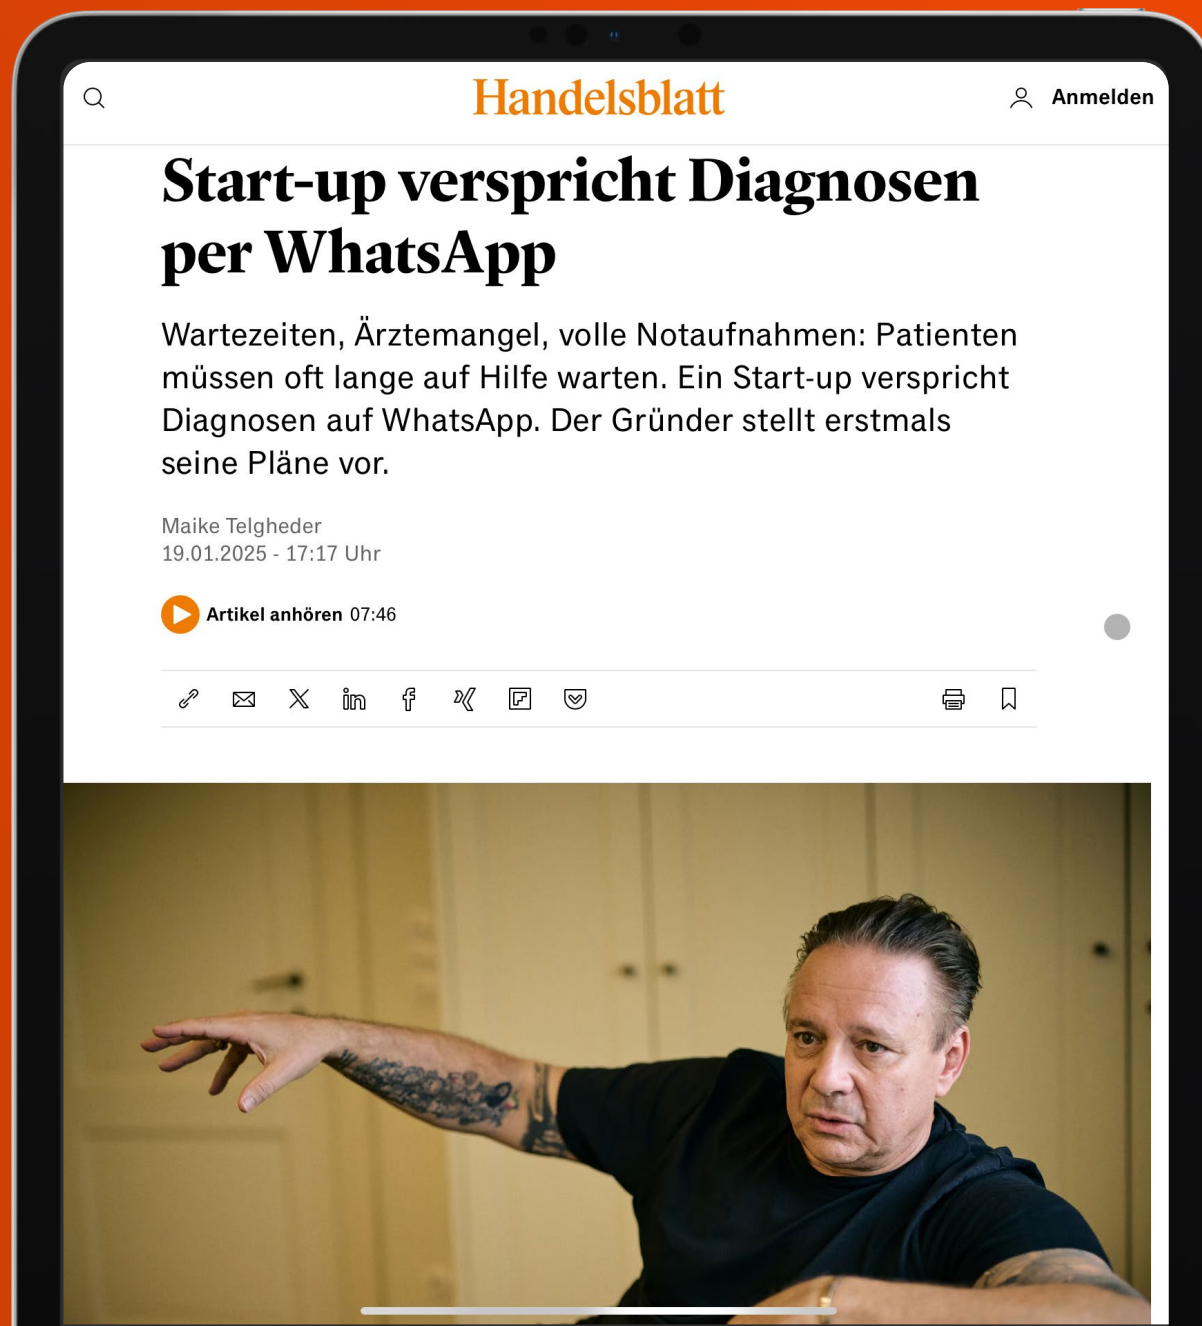 Handelsblatt
Anmelden
Start-up verspricht Diagnosen
per WhatsApp
Wartezeiten, Ärztemangel, volle Notaufnahmen: Patienten
müssen oft lange auf Hilfe warten. Ein Start-up verspricht
Diagnosen auf WhatsApp. Der Gründer stellt erstmals
seine Pläne vor.
Maike Telgheder
19.01.2025 - 17:17 Uhr
Artikel anhören 07:46